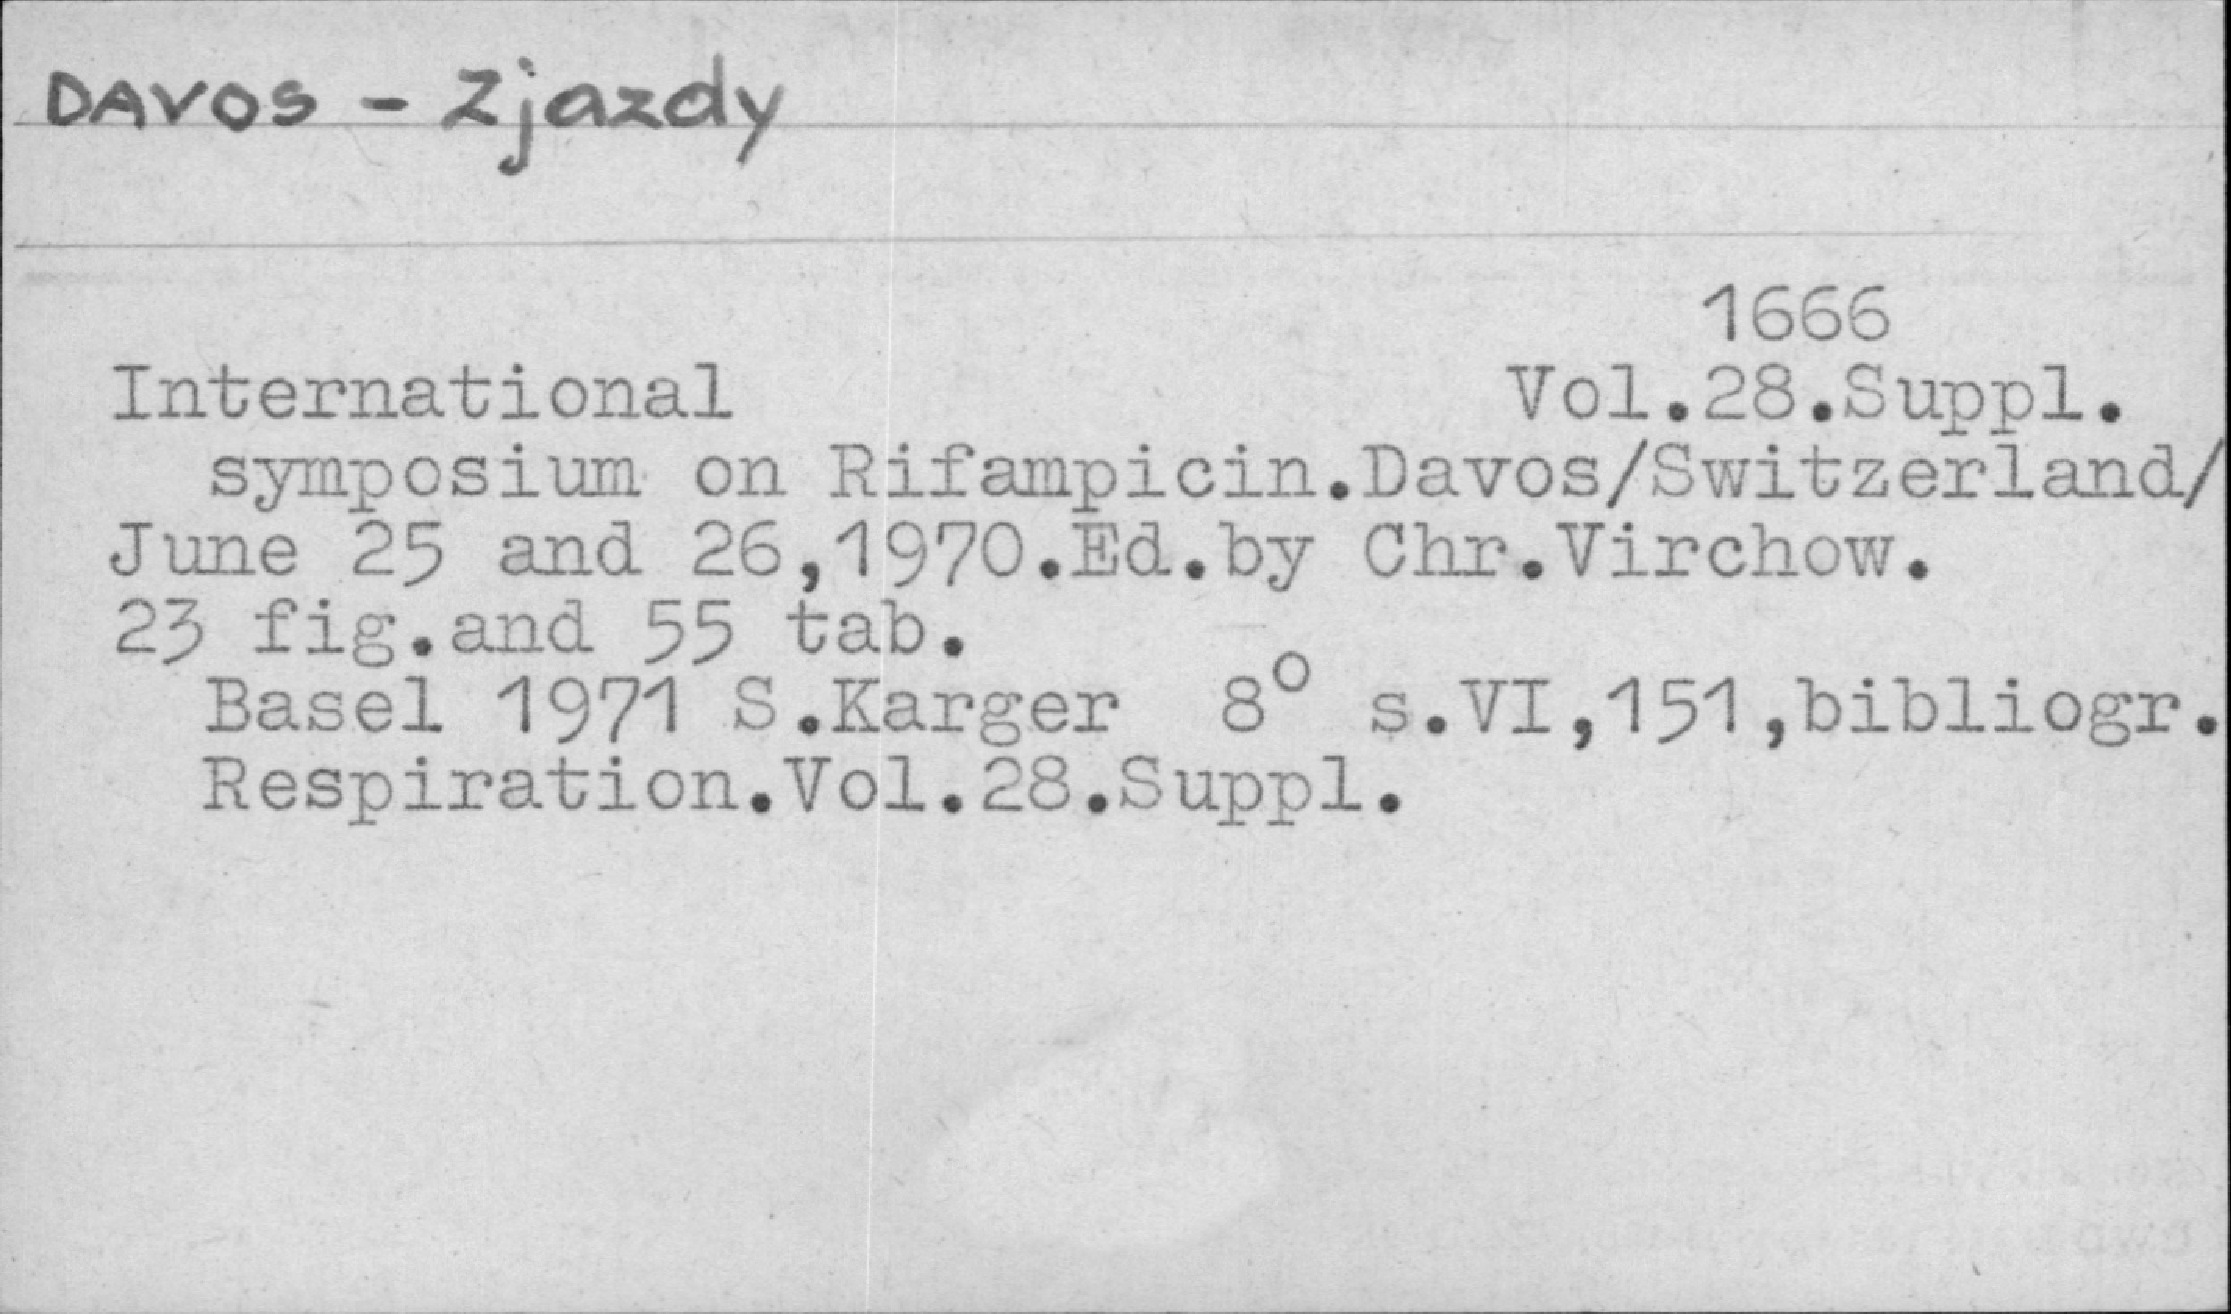 DAVOS - Zjazdy
1666
International Vol.28.Suppl.
symposium on Rifampicin.Davos/Switzerland/
June 25 and 26,1970.Ed.by Chr.Virchow.
23 fig.and 55 tab.
Basel 1971 S.Karger 8° s.VI,151,bibliogr.
Respiration.Vol.28.Suppl.